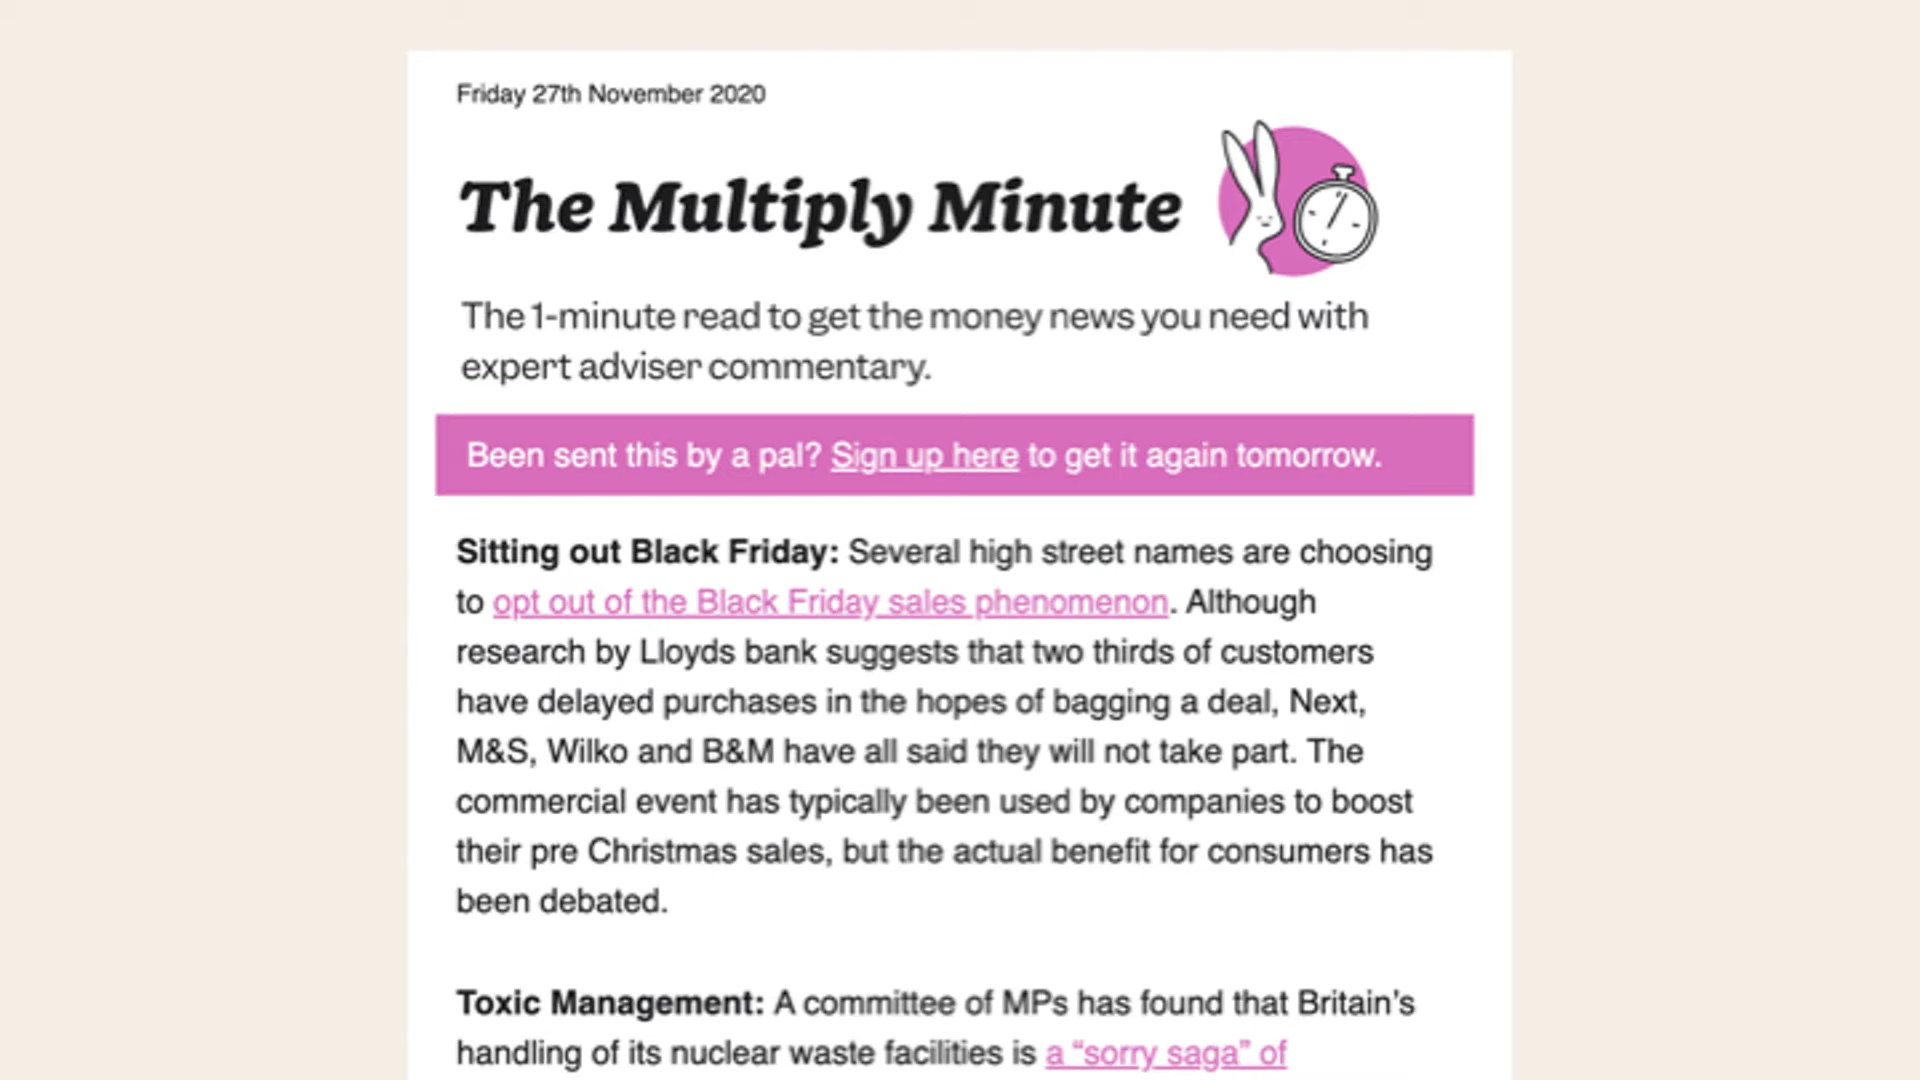 Friday 27th November 2020
The Multiply Minute
The 1-minute read to get the money news you need with
expert adviser commentary.
Been sent this by a pal? Sign up here to get it again tomorrow.
Sitting out Black Friday: Several high street names are choosing
to opt out of the Black Friday sales phenomenon. Although
research by Lloyds bank suggests that two thirds of customers
have delayed purchases in the hopes of bagging a deal, Next,
M&S, Wilko and B&M have all said they will not take part. The
commercial event has typically been used by companies to boost
their pre Christmas sales, but the actual benefit for consumers has
been debated.
Toxic Management: A committee of MPs has found that Britain’s
handling of its nuclear waste facilities is a “sorry saga” of